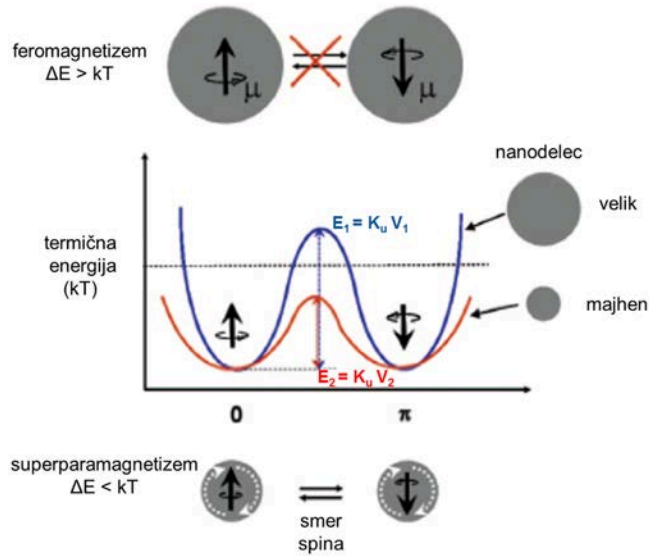 feromagnetizem
ΔE > kT
μ
μ
nanodelec
velik
E₁ = Kᵤ V₁
termična
energija
(kT)
majhen
E₂ = Kᵤ V₂
0
π
superparamagnetizem
ΔE < kT
smer
spina